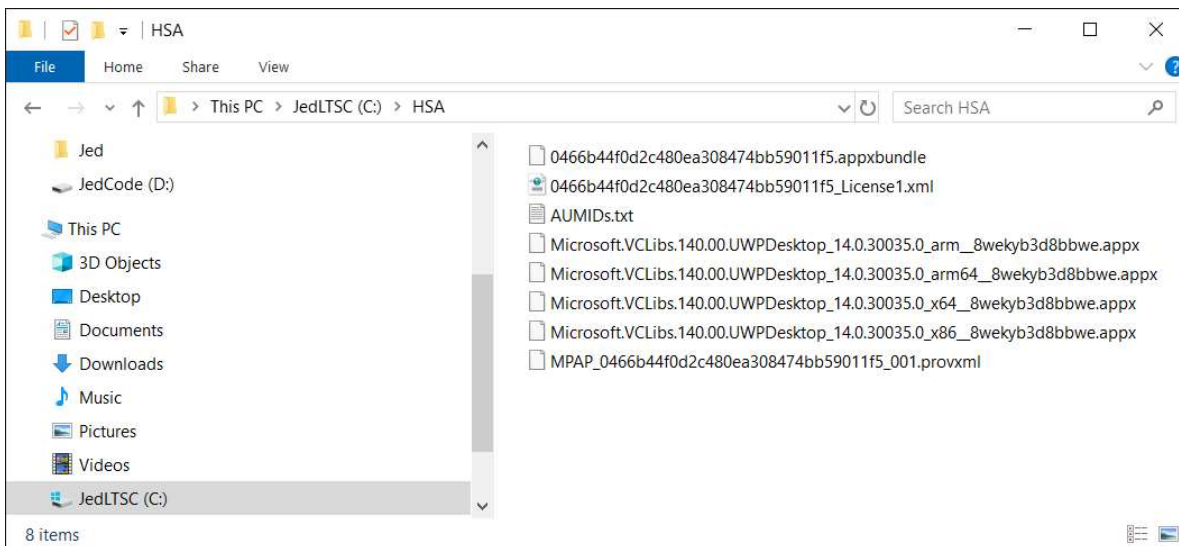 HSA
File Home Share View
This PC > JedLTSC (C:) > HSA
Search HSA
Jed
JedCode (D:)
This PC
3D Objects
Desktop
Documents
Downloads
Music
Pictures
Videos
JedLTSC (C:)
0466b44f0d2c480ea308474bb59011f5.appxbundle
0466b44f0d2c480ea308474bb59011f5_License1.xml
AUMIDs.txt
Microsoft.VCLibs.140.00.UWPDesktop_14.0.30035.0_arm__8wekyb3d8bbwe.appx
Microsoft.VCLibs.140.00.UWPDesktop_14.0.30035.0_arm64__8wekyb3d8bbwe.appx
Microsoft.VCLibs.140.00.UWPDesktop_14.0.30035.0_x64__8wekyb3d8bbwe.appx
Microsoft.VCLibs.140.00.UWPDesktop_14.0.30035.0_x86__8wekyb3d8bbwe.appx
MPAP_0466b44f0d2c480ea308474bb59011f5_001.provxml
8 items